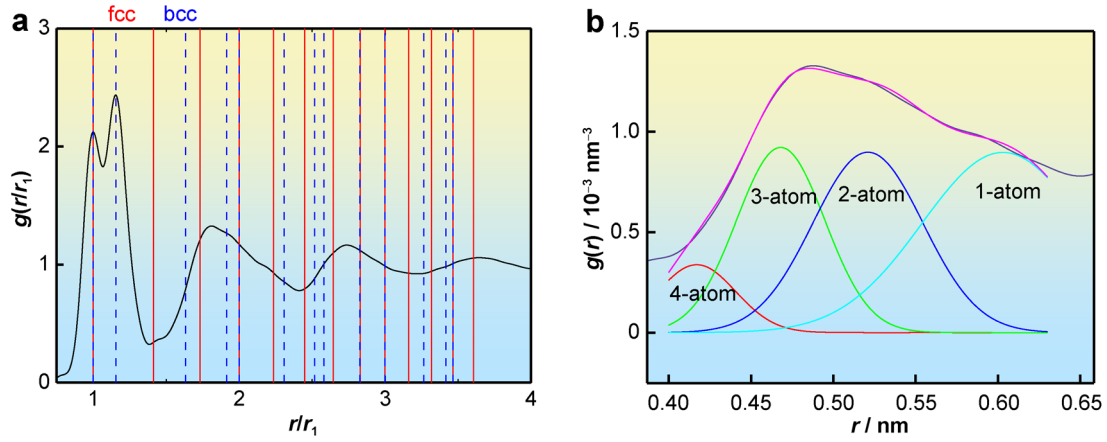 a
fcc bcc
3
2
1
0
g(r/r₁)
1 2 3 4
r/r₁
b
1.5
1.0
0.5
0
g(r) / 10⁻³ nm⁻³
3-atom 2-atom 1-atom
4-atom
0.40 0.45 0.50 0.55 0.60 0.65
r / nm